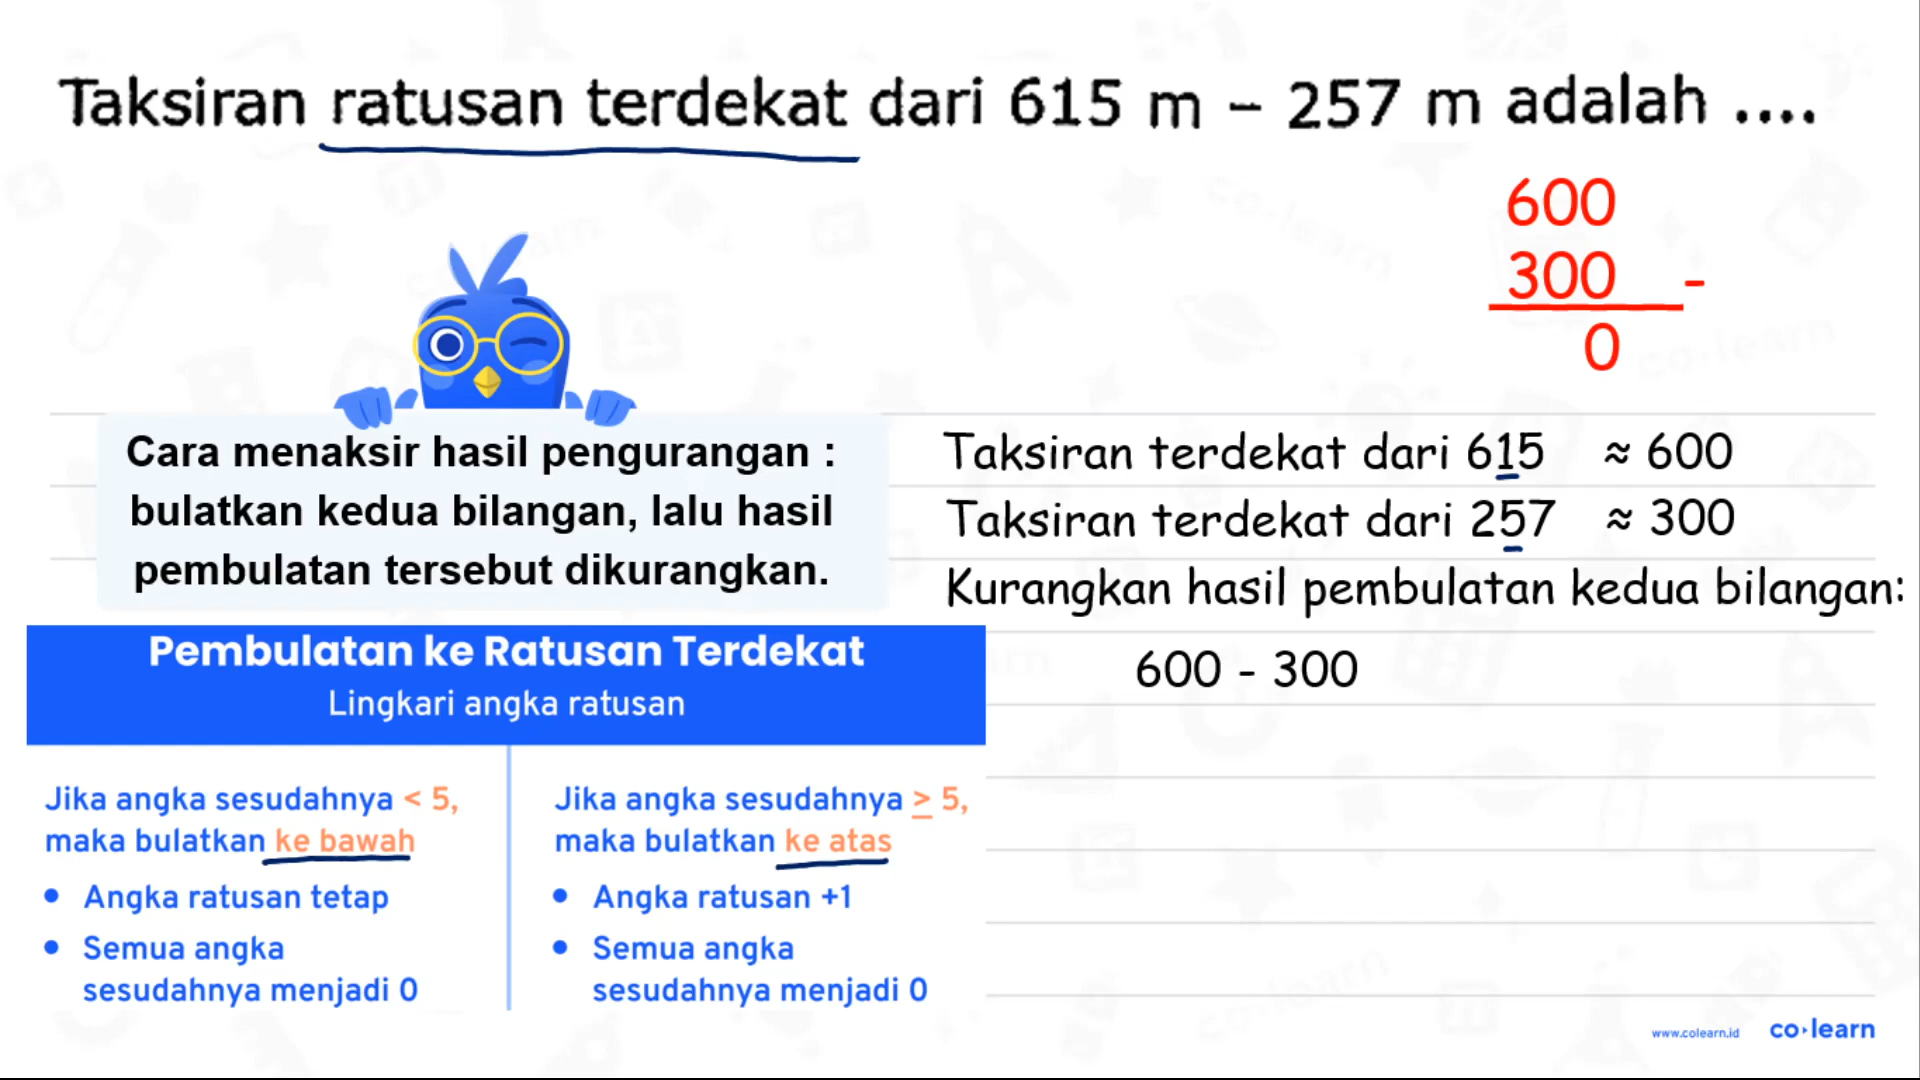 Taksiran ratusan terdekat dari 615 m – 257 m adalah ....
600
300 -
0
Cara menaksir hasil pengurangan :
bulatkan kedua bilangan, lalu hasil
pembulatan tersebut dikurangkan.
Taksiran terdekat dari 615 ≈ 600
Taksiran terdekat dari 257 ≈ 300
Kurangkan hasil pembulatan kedua bilangan:
600 - 300
Pembulatan ke Ratusan Terdekat
Lingkari angka ratusan
Jika angka sesudahnya < 5,
maka bulatkan ke bawah
• Angka ratusan tetap
• Semua angka
sesudahnya menjadi 0
Jika angka sesudahnya ≥ 5,
maka bulatkan ke atas
• Angka ratusan +1
• Semua angka
sesudahnya menjadi 0
www.colearn.id co·learn